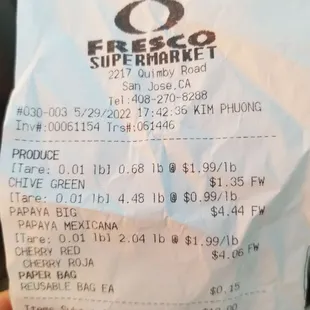 FRESCO
SUPERMARKET
2217 Quimby Road
San Jose,CA
Tel:408-270-8288
#030-003 5/29/2022 17:42:36 KIM PHUONG
Inv#:00061154 Trs#:061446
PRODUCE
[Tare: 0.01 lb] 0.68 lb @ $1.99/lb
CHIVE GREEN $1.35 FW
[Tare: 0.01 lb] 4.48 lb @ $0.99/lb
PAPAYA BIG $4.44 FW
PAPAYA MEXICANA
[Tare: 0.01 lb] 2.04 lb @ $1.99/lb
CHERRY RED $4.06 FW
CHERRY ROJA
PAPER BAG
REUSABLE BAG EA $0.15